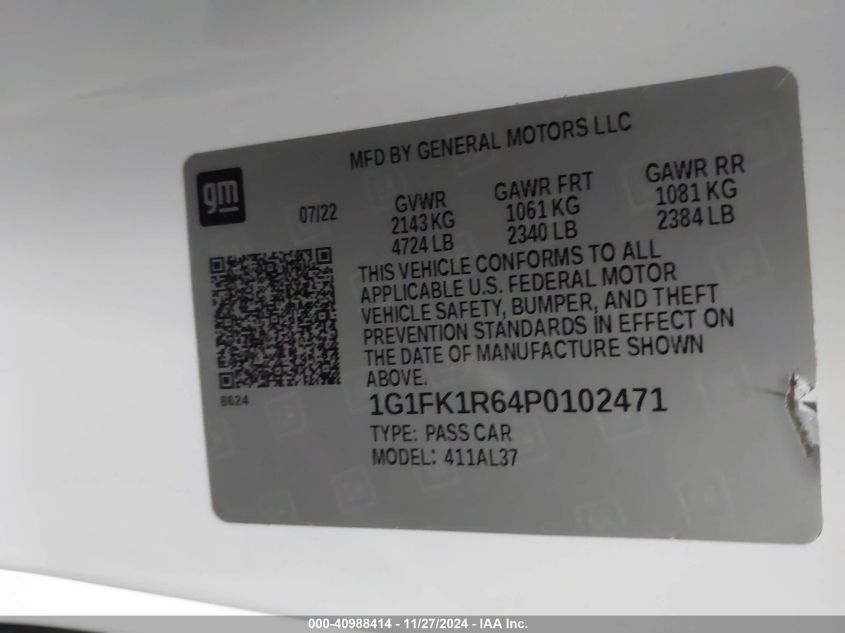 MFD BY GENERAL MOTORS LLC
gm
07/22
GVWR GAWR FRT GAWR RR
2143 KG 1061 KG 1081 KG
4724 LB 2340 LB 2384 LB
THIS VEHICLE CONFORMS TO ALL
APPLICABLE U.S. FEDERAL MOTOR
VEHICLE SAFETY, BUMPER, AND THEFT
PREVENTION STANDARDS IN EFFECT ON
THE DATE OF MANUFACTURE SHOWN
ABOVE.
8624
1G1FK1R64P0102471
TYPE: PASS CAR
MODEL: 411AL37
000-40988414 - 11/27/2024 - IAA Inc.